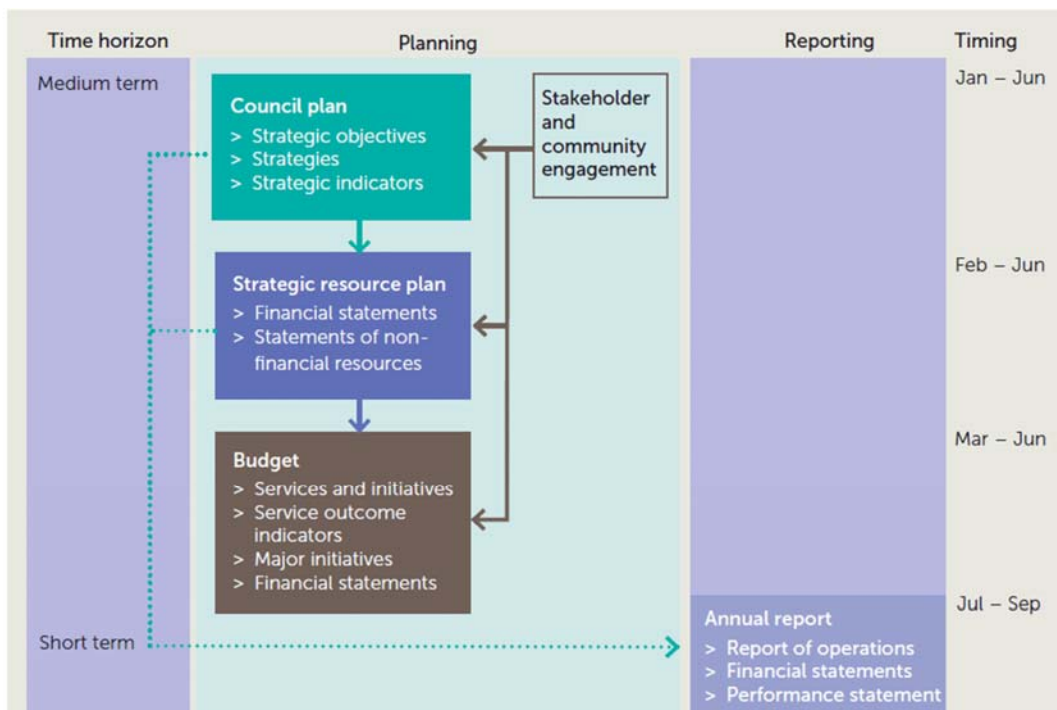 Time horizon
Planning
Reporting
Timing
Medium term
Jan – Jun
Council plan
> Strategic objectives
> Strategies
> Strategic indicators
Stakeholder
and
community
engagement
Feb – Jun
Strategic resource plan
> Financial statements
> Statements of non-
financial resources
Mar – Jun
Budget
> Services and initiatives
> Service outcome
indicators
> Major initiatives
> Financial statements
Jul – Sep
Short term
Annual report
> Report of operations
> Financial statements
> Performance statement